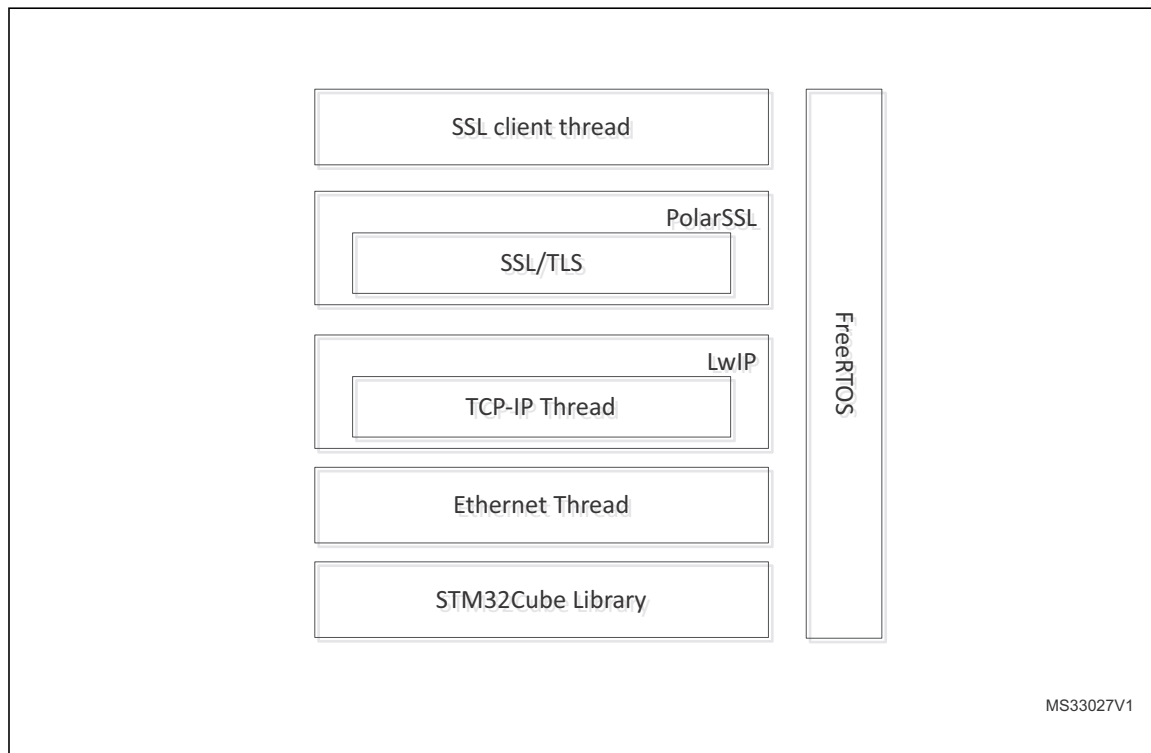 SSL client thread
PolarSSL
SSL/TLS
LwIP
TCP-IP Thread
Ethernet Thread
STM32Cube Library
FreeRTOS
MS33027V1